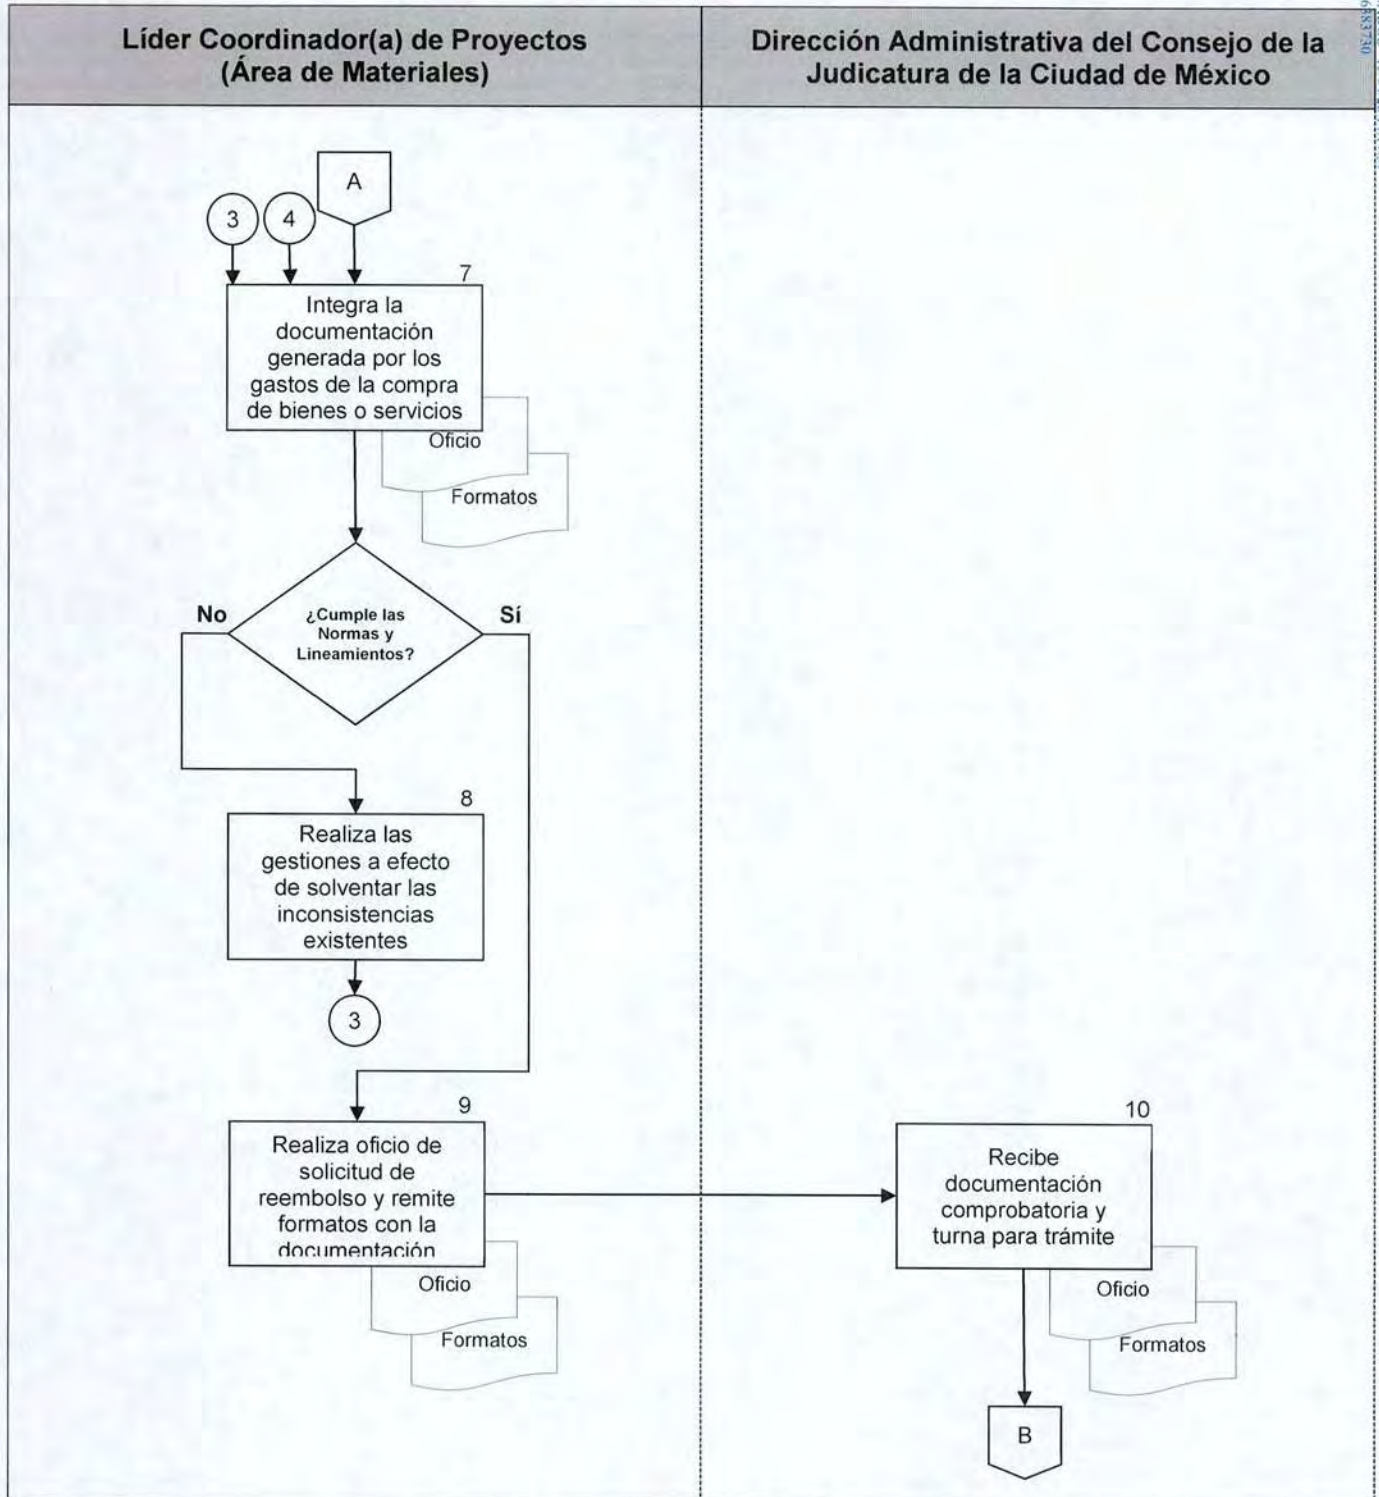 Líder Coordinador(a) de Proyectos
(Área de Materiales)
Dirección Administrativa del Consejo de la
Judicatura de la Ciudad de México
A
3
4
7
Integra la
documentación
generada por los
gastos de la compra
de bienes o servicios
Oficio
Formatos
No
¿Cumple las
Normas y
Lineamientos?
Sí
8
Realiza las
gestiones a efecto
de solventar las
inconsistencias
existentes
3
9
Realiza oficio de
solicitud de
reembolso y remite
formatos con la
documentación
Oficio
Formatos
10
Recibe
documentación
comprobatoria y
turna para trámite
Oficio
Formatos
B